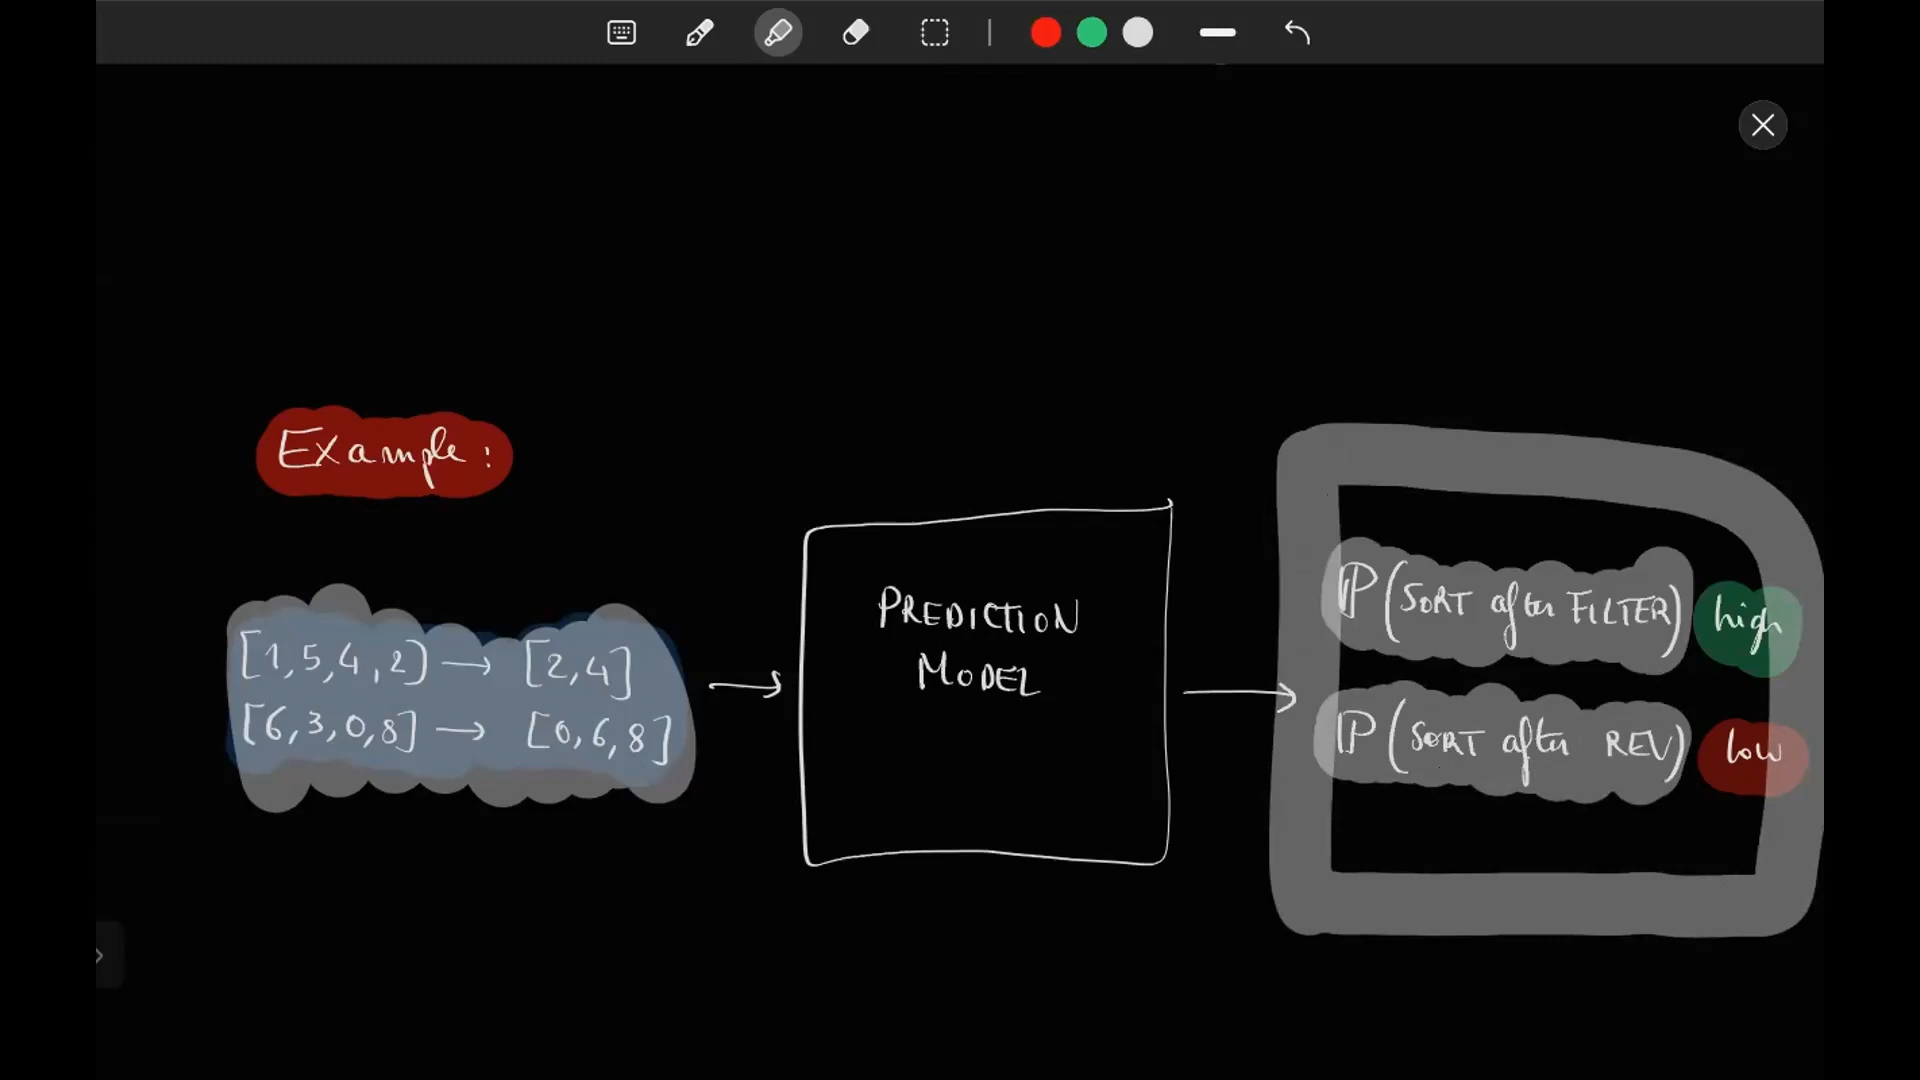 Example:
[1,5,4,2] → [2,4]
[6,3,0,8] → [0,6,8]
PREDICTION
MODEL
ℙ(SORT after FILTER) high
ℙ(SORT after REV) low